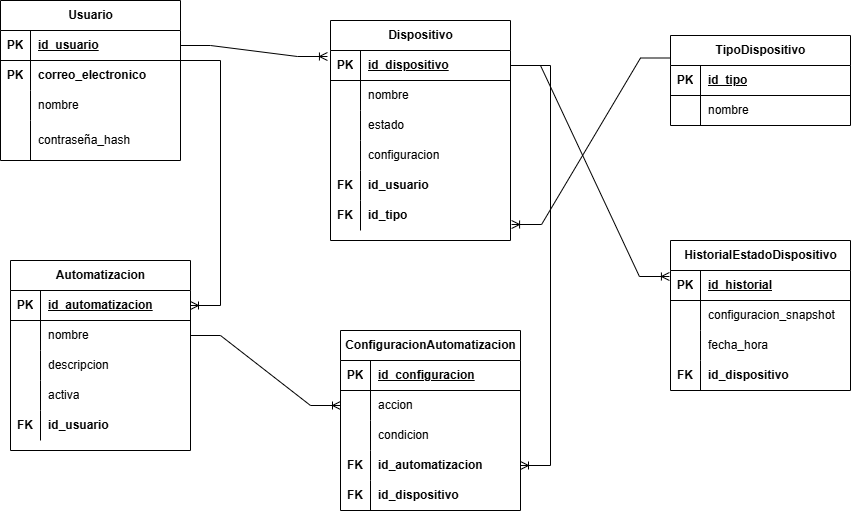 Usuario
PK id_usuario
PK correo_electronico
nombre
contraseña_hash
Dispositivo
PK id_dispositivo
nombre
estado
configuracion
FK id_usuario
FK id_tipo
TipoDispositivo
PK id_tipo
nombre
Automatizacion
PK id_automatizacion
nombre
descripcion
activa
FK id_usuario
ConfiguracionAutomatizacion
PK id_configuracion
accion
condicion
FK id_automatizacion
FK id_dispositivo
HistorialEstadoDispositivo
PK id_historial
configuracion_snapshot
fecha_hora
FK id_dispositivo